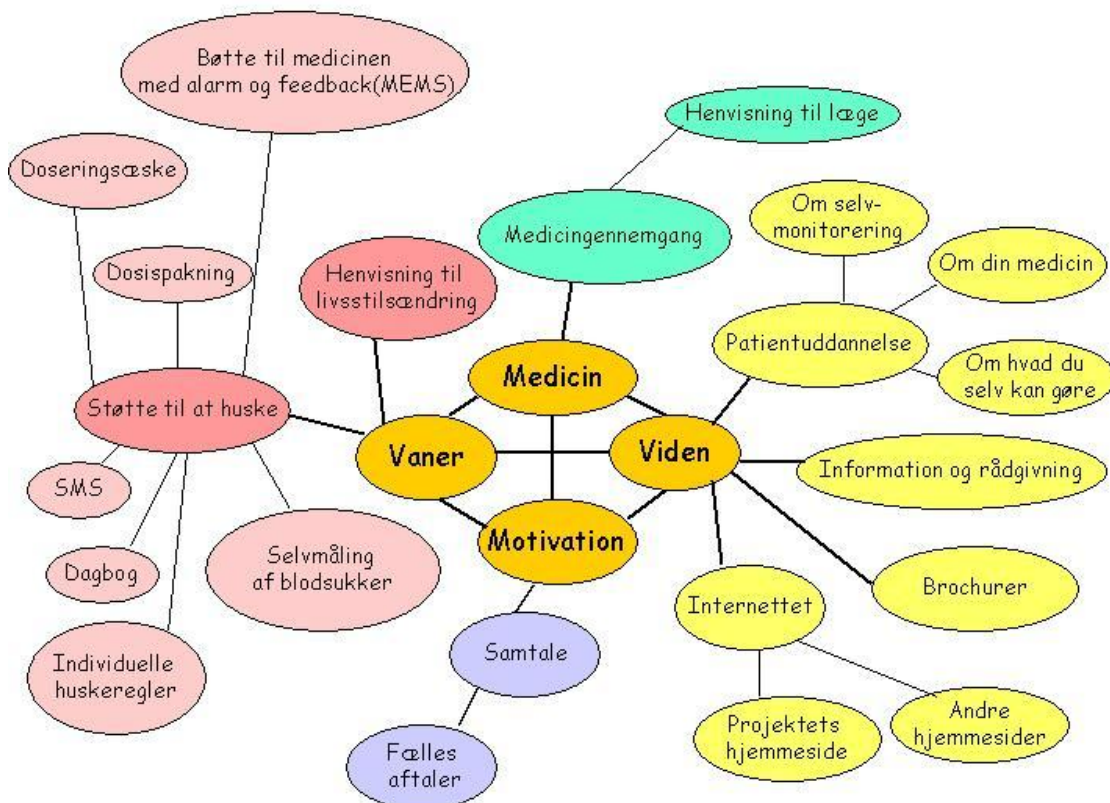 Bøtte til medicinen
med alarm og feedback(MEMS)
Henvisning til læge
Doseringsæske
Medicingennemgang
Om selv-
monitorering
Om din medicin
Dosispakning
Henvisning til
livsstilsændring
Patientuddannelse
Om hvad du
selv kan gøre
Medicin
Støtte til at huske
Vaner
Viden
Information og rådgivning
SMS
Motivation
Dagbog
Selvmåling
af blodsukker
Brochurer
Internettet
Individuelle
huskeregler
Samtale
Projektets
hjemmeside
Andre
hjemmesider
Fælles
aftaler